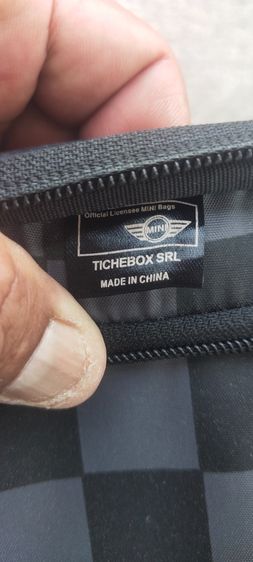 Official Licensee MINI Bags
MINI
TICHEBOX SRL
MADE IN CHINA